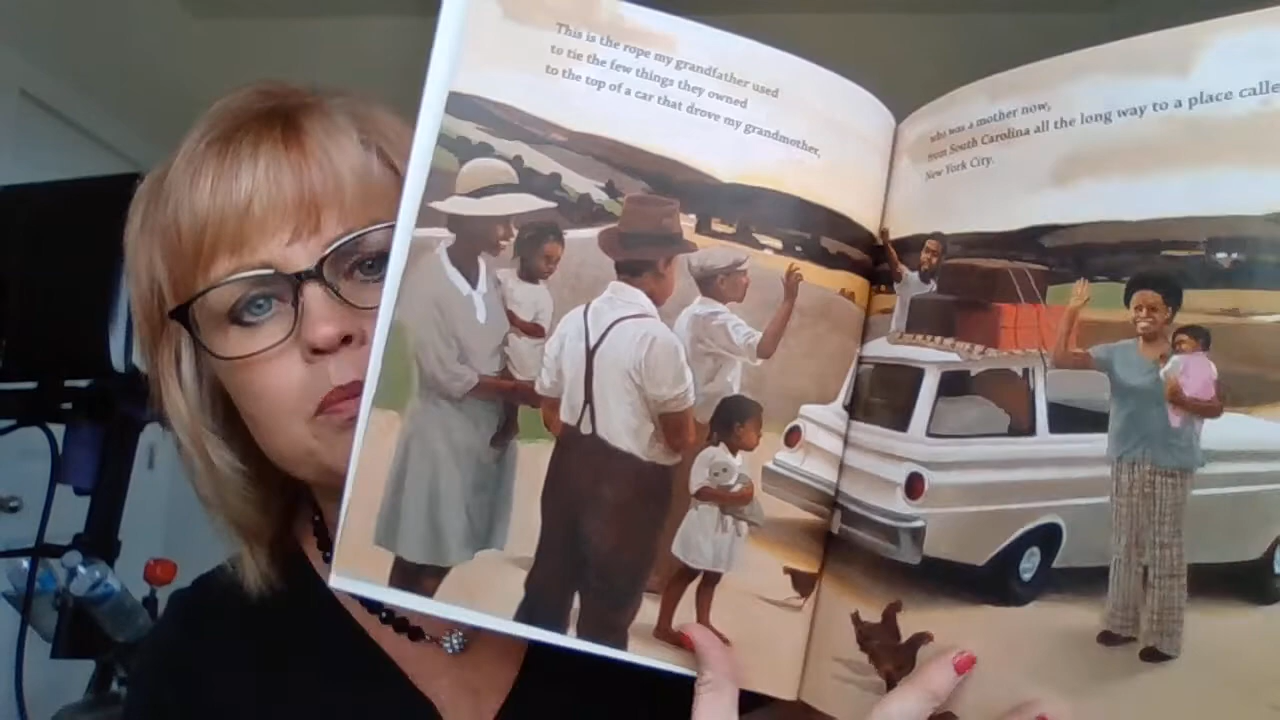 This is the rope my grandfather used
to tie the few things they owned
to the top of a car that drove my grandmother,
who was a mother now,
from South Carolina all the long way to a place calle
New York City.